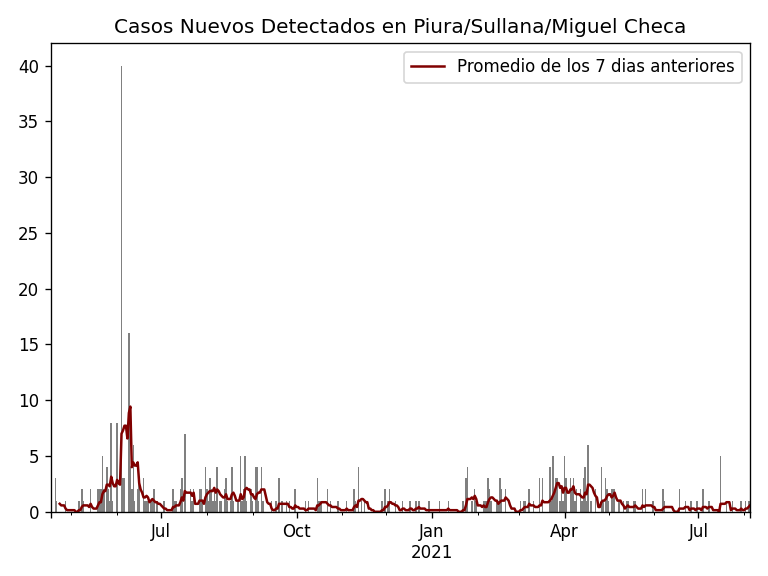 Casos Nuevos Detectados en Piura/Sullana/Miguel Checa
Promedio de los 7 dias anteriores
40
35
30
25
20
15
10
5
0
Jul
Oct
Jan
2021
Apr
Jul